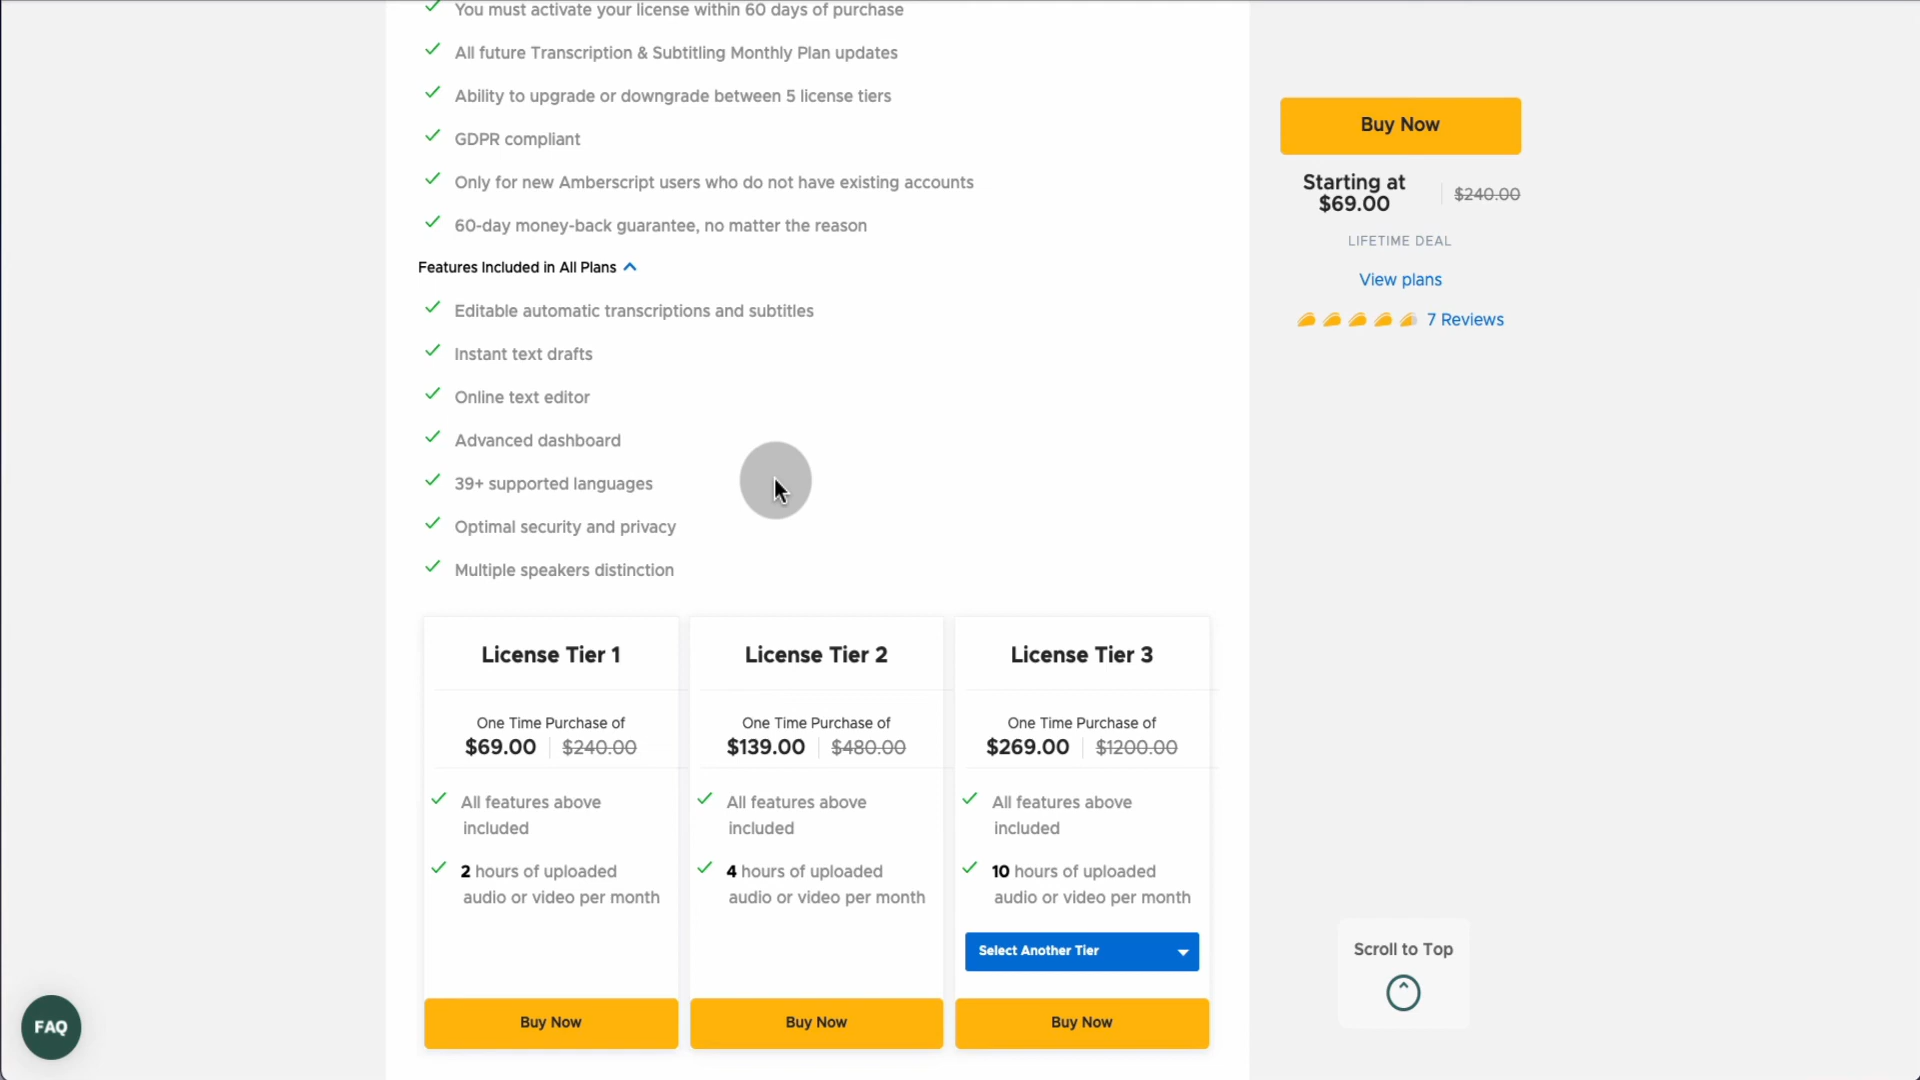 You must activate your license within 60 days of purchase
All future Transcription & Subtitling Monthly Plan updates
Ability to upgrade or downgrade between 5 license tiers
GDPR compliant
Only for new Amberscript users who do not have existing accounts
60-day money-back guarantee, no matter the reason
Features Included in All Plans
Editable automatic transcriptions and subtitles
Instant text drafts
Online text editor
Advanced dashboard
39+ supported languages
Optimal security and privacy
Multiple speakers distinction
License Tier 1
One Time Purchase of
$69.00 $240.00
All features above
included
2 hours of uploaded
audio or video per month
Buy Now
License Tier 2
One Time Purchase of
$139.00 $480.00
All features above
included
4 hours of uploaded
audio or video per month
Buy Now
License Tier 3
One Time Purchase of
$269.00 $1200.00
All features above
included
10 hours of uploaded
audio or video per month
Select Another Tier
Buy Now
Buy Now
Starting at
$69.00 $240.00
LIFETIME DEAL
View plans
7 Reviews
Scroll to Top
FAQ